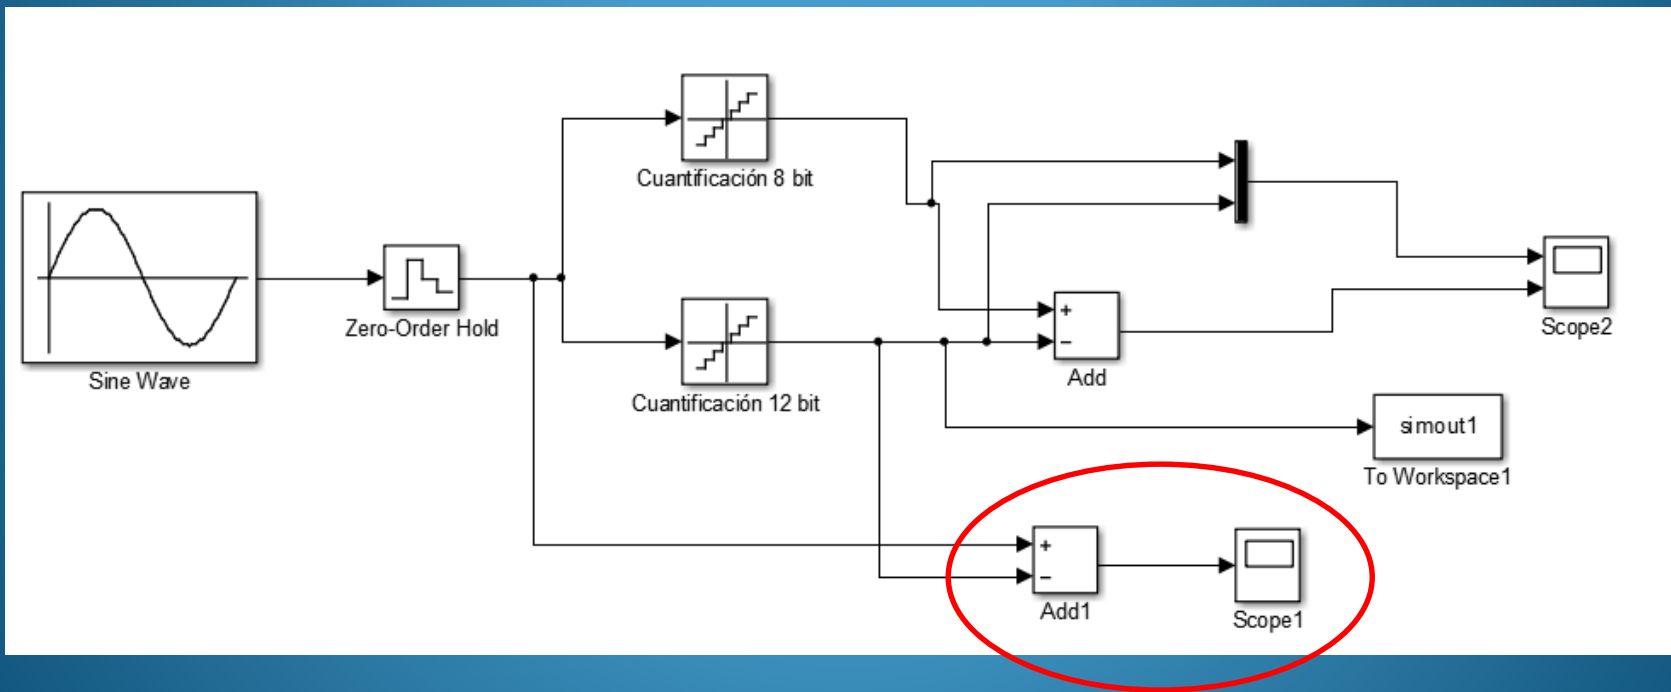 Cuantificación 8 bit
Sine Wave
Zero-Order Hold
Cuantificación 12 bit
+
−
Add
Scope2
simout1
To Workspace1
+
−
Add1
Scope1